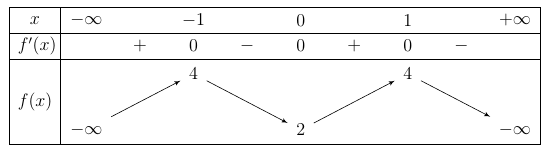 x −∞ −1 0 1 +∞
f′(x) + 0 − 0 + 0 −
4 4
f(x)
−∞ 2 −∞